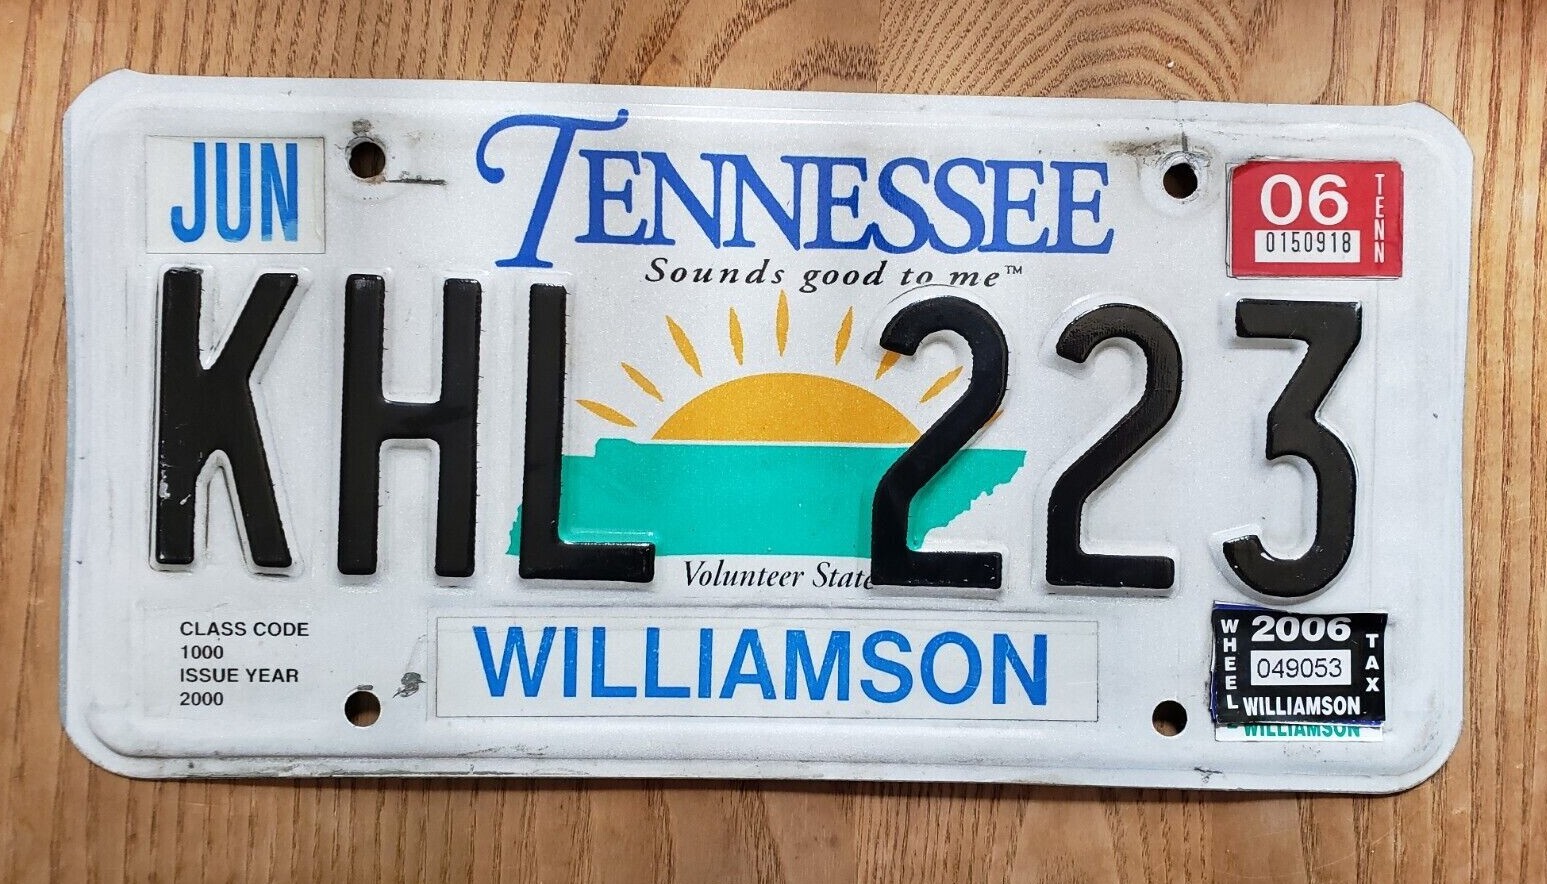 JUN
TENNESSEE
Sounds good to me™
06
0150918
TENN
KHL 223
Volunteer State
CLASS CODE
1000
ISSUE YEAR
2000
WILLIAMSON
WHEEL
2006
TAX
049053
WILLIAMSON
WILLIAMSON